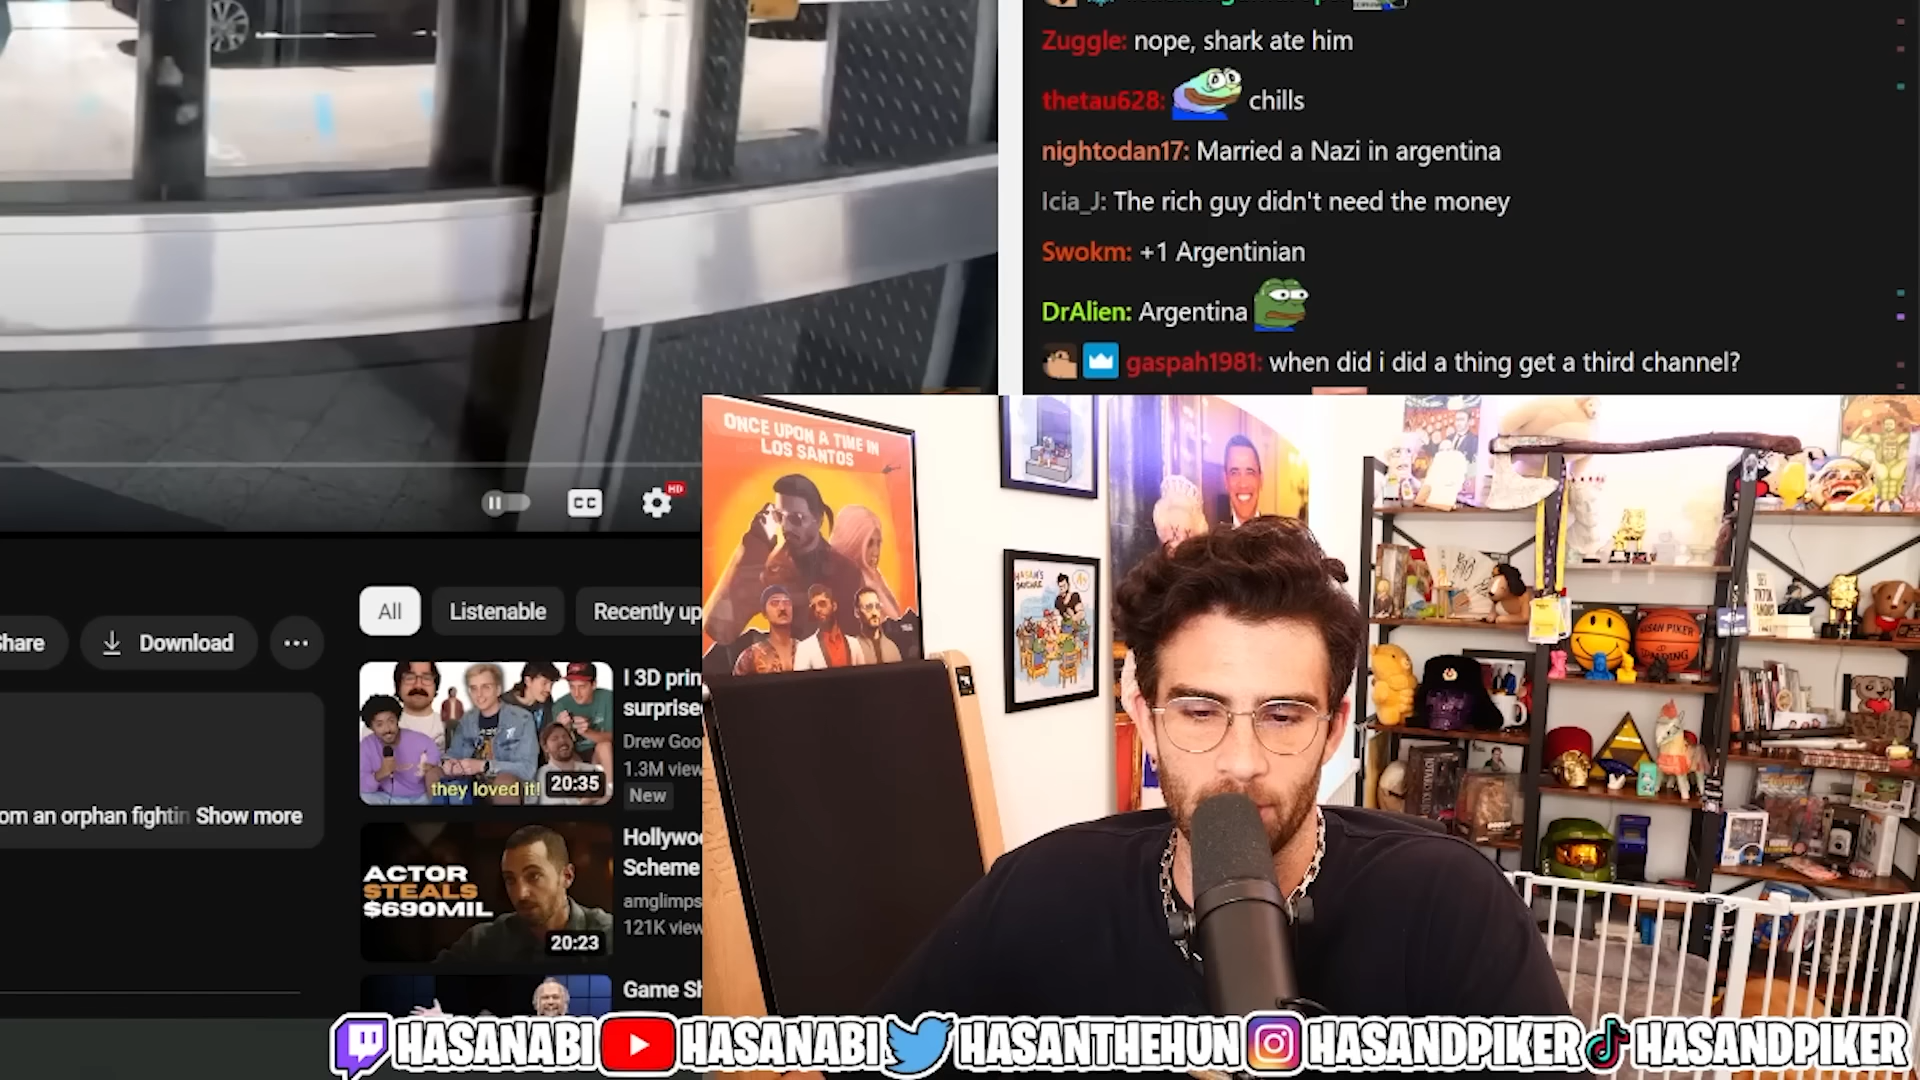 Zuggle: nope, shark ate him
thetau628: chills
nightodan17: Married a Nazi in argentina
Icia_J: The rich guy didn't need the money
Swokm: +1 Argentinian
DrAlien: Argentina
gaspah1981: when did i did a thing get a third channel?
CC
HD
ONCE UPON A TIME IN
LOS SANTOS
HASAN PIKER
SPALDING
Share
Download
All
Listenable
Recently up
I 3D prin
surprise
Drew Goo
1.3M view
New
they loved it!
20:35
om an orphan fightin Show more
ACTOR
STEALS
$690MIL
20:23
Hollywo
Scheme
amglimps
121K view
Game Sh
HASANABI HASANABI HASANTHEHUN HASANDPIKER HASANDPIKER